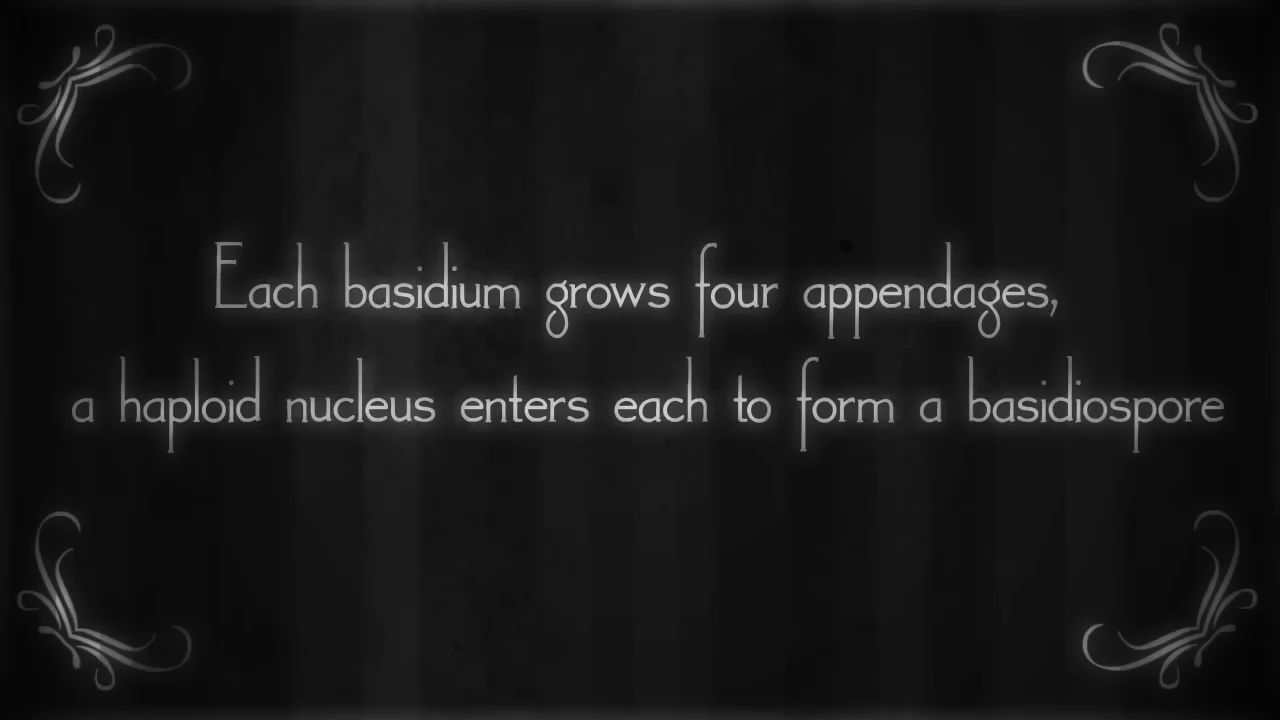 Each basidium grows four appendages,
a haploid nucleus enters each to form a basidiospore